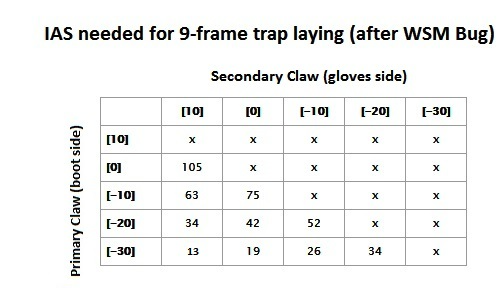 IAS needed for 9-frame trap laying (after WSM Bug)
Secondary Claw (gloves side)
Primary Claw (boot side)
[10] [0] [-10] [-20] [-30]
[10] x x x x x
[0] 105 x x x x
[-10] 63 75 x x x
[-20] 34 42 52 x x
[-30] 13 19 26 34 x